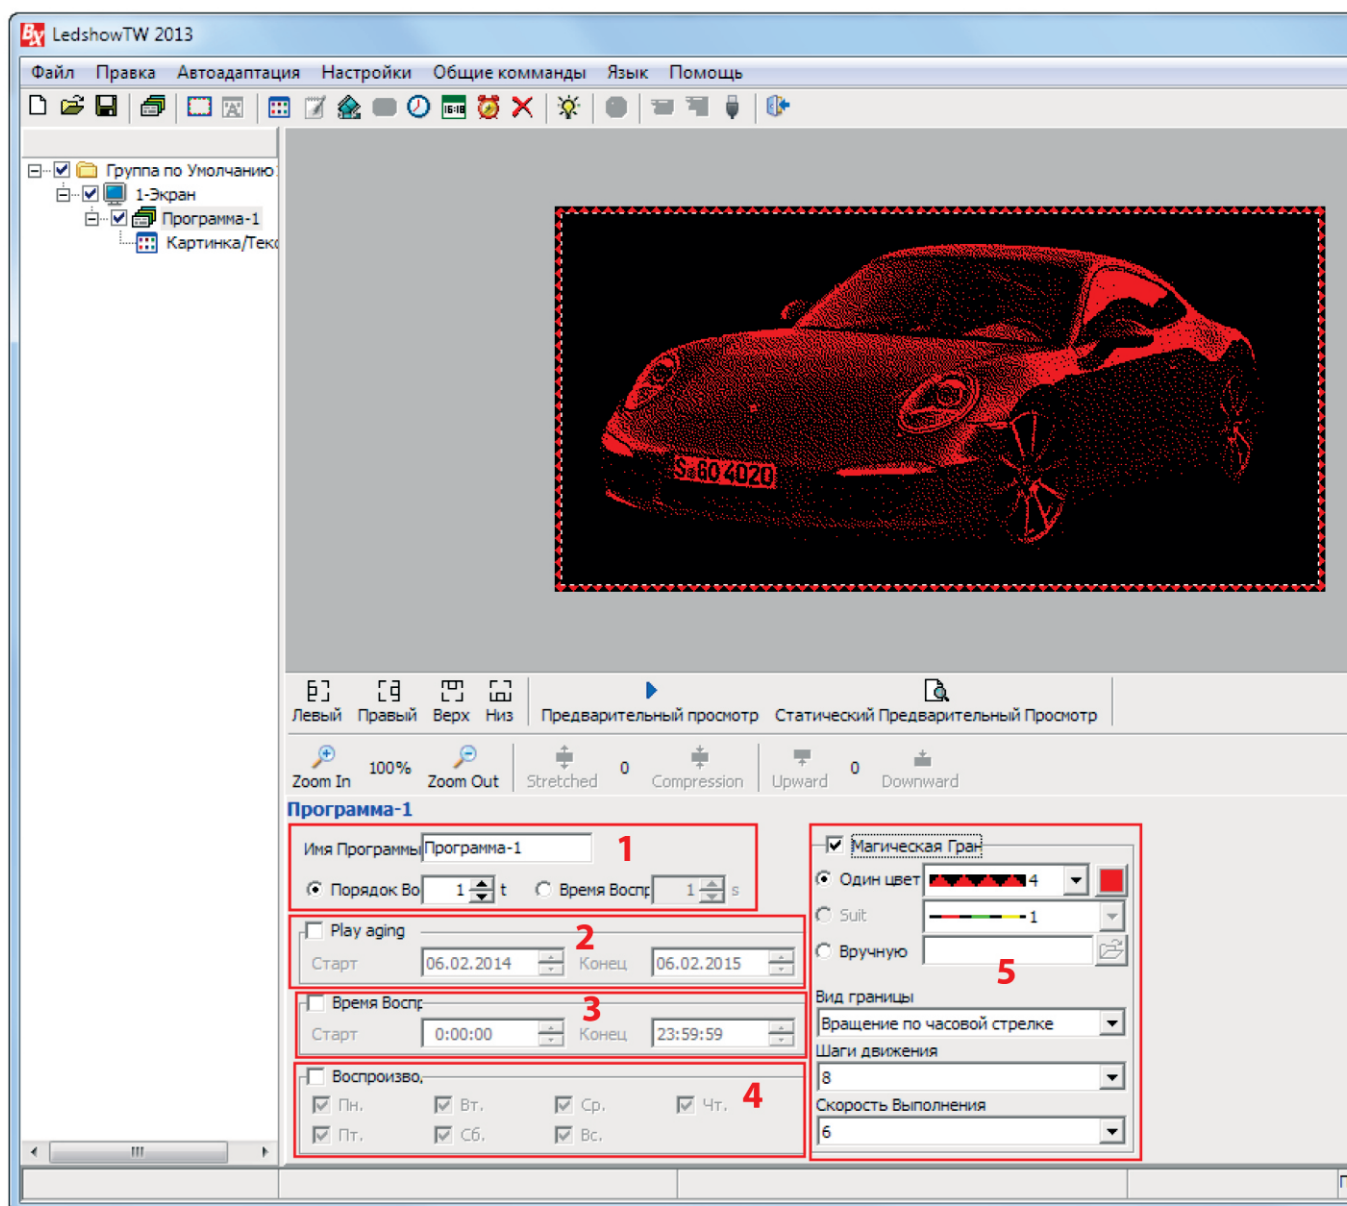 LedshowTW 2013
Файл Правка Автоадаптация Настройки Общие комманды Язык Помощь
16:18
Группа по Умолчанию
1-Экран
Программа-1
Картинка/Текс
S 60 4020
Левый Правый Верх Низ Предварительный просмотр Статический Предварительный Просмотр
Zoom In 100% Zoom Out Stretched 0 Compression Upward 0 Downward
Программа-1
Имя Программы Программа-1 1
Порядок Во 1 t Время Воспр 1 s
Play aging 2
Старт 06.02.2014 Конец 06.02.2015
Время Воспр 3
Старт 0:00:00 Конец 23:59:59
Воспроизво,
Пн. Вт. Ср. Чт. 4
Пт. Сб. Вс.
Магическая Гран
Один цвет 4
Suit 1
Вручную
5
Вид границы
Вращение по часовой стрелке
Шаги движения
8
Скорость Выполнения
6